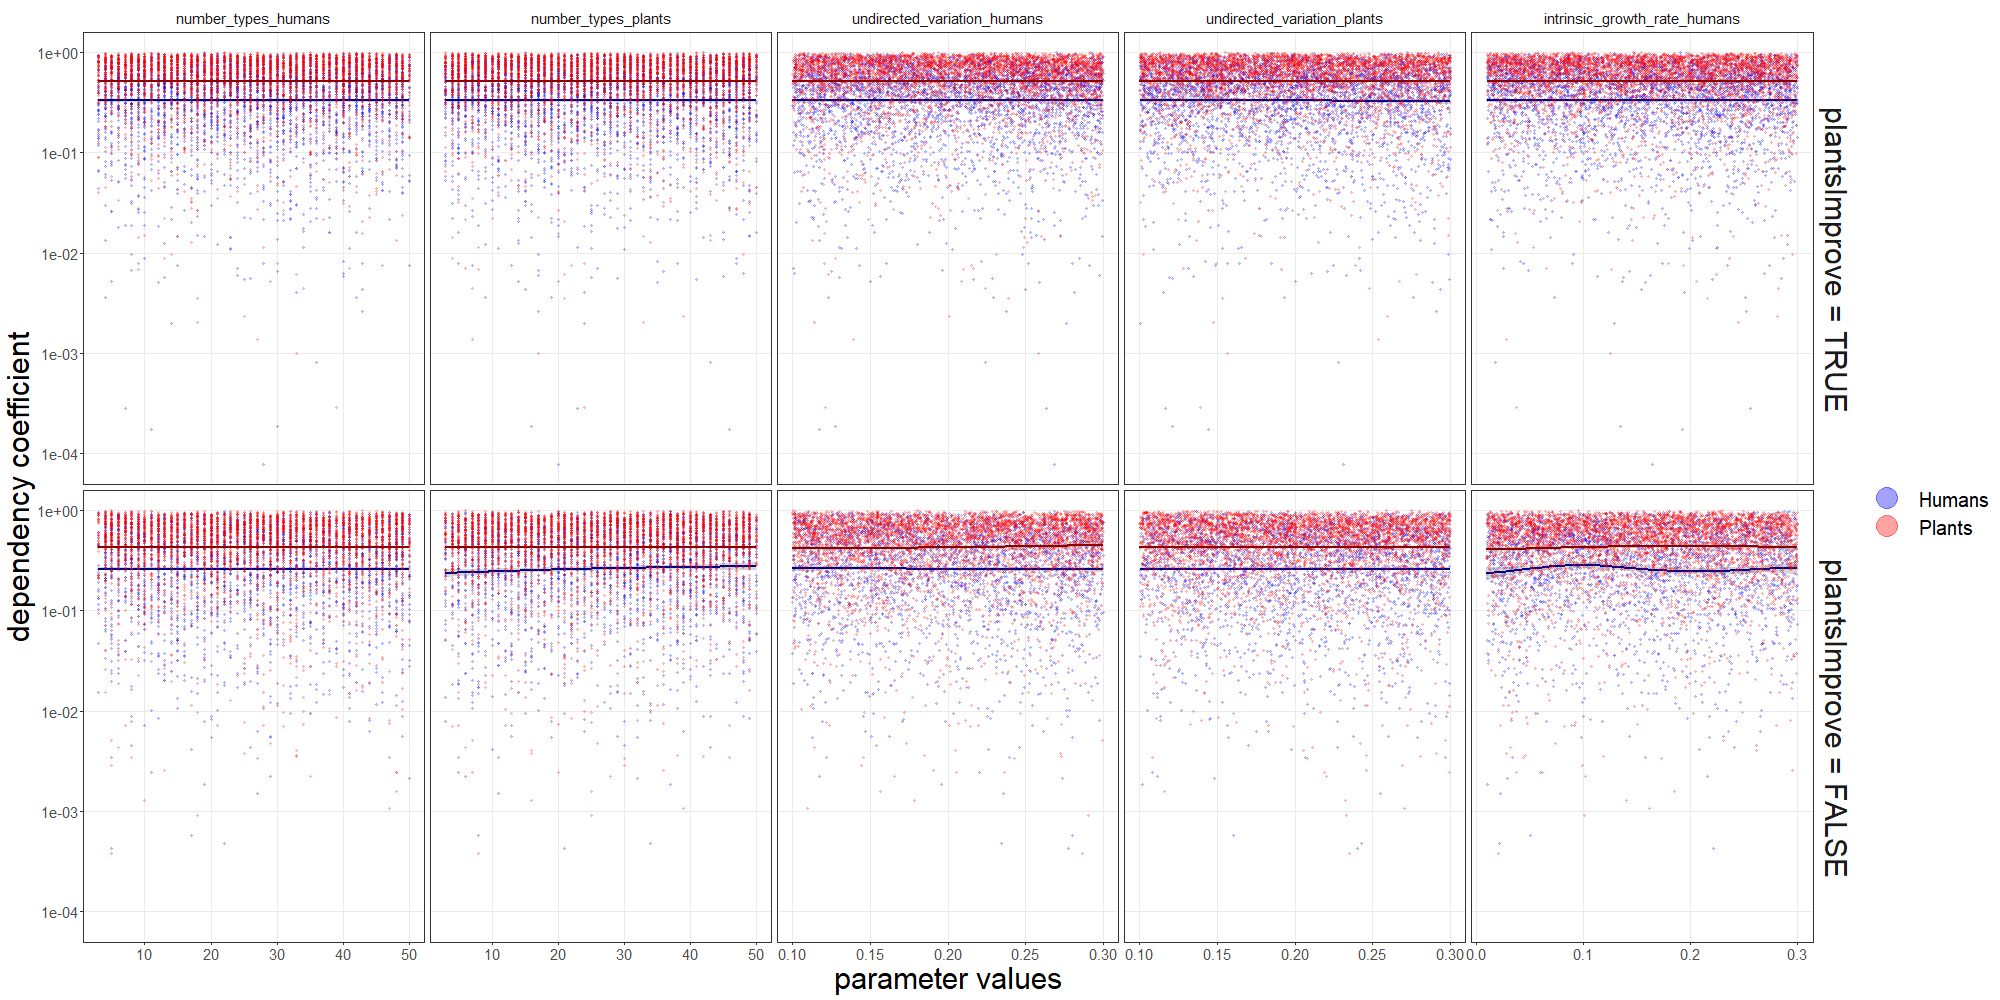 number_types_humans number_types_plants undirected_variation_humans undirected_variation_plants intrinsic_growth_rate_humans
1e+00
1e-01
1e-02
1e-03
1e-04
plantsImprove = TRUE
dependency coefficient
Humans
Plants
1e+00
1e-01
1e-02
1e-03
1e-04
plantsImprove = FALSE
10 20 30 40 50 10 20 30 40 50 0.10 0.15 0.20 0.25 0.30 0.10 0.15 0.20 0.25 0.30 0.0 0.1 0.2 0.3
parameter values